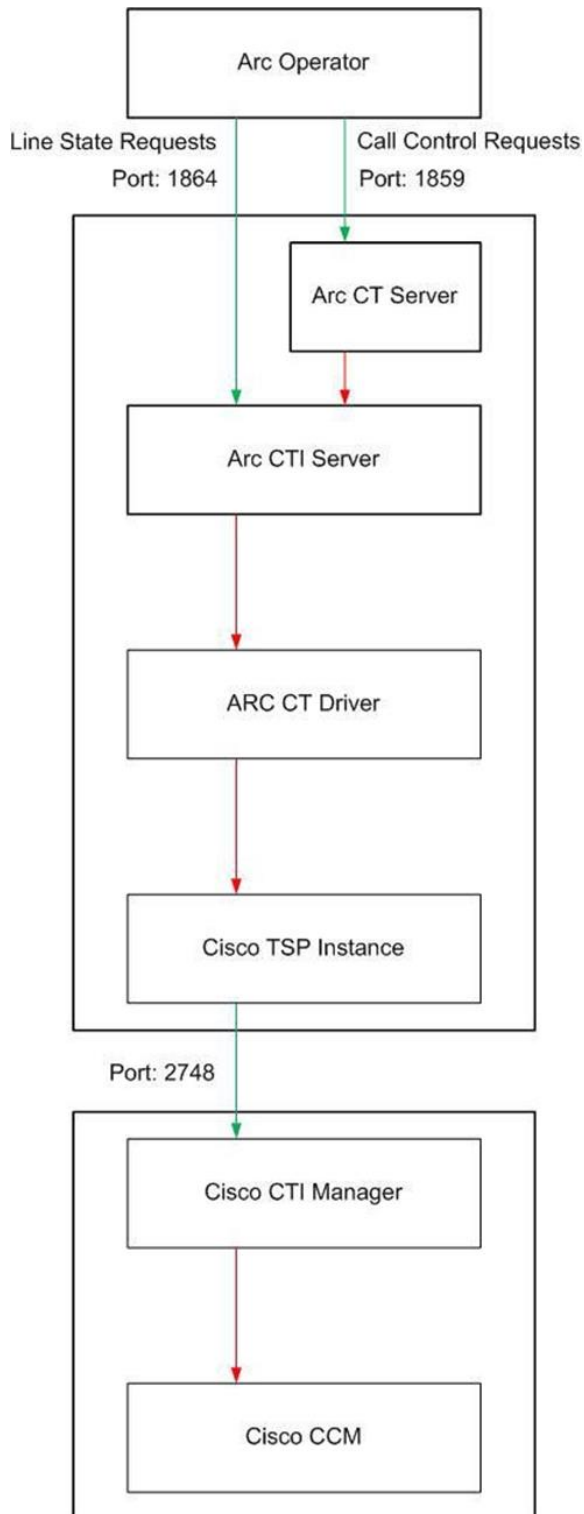 Arc Operator
Line State Requests
Call Control Requests
Port: 1864
Port: 1859
Arc CT Server
Arc CTI Server
ARC CT Driver
Cisco TSP Instance
Port: 2748
Cisco CTI Manager
Cisco CCM